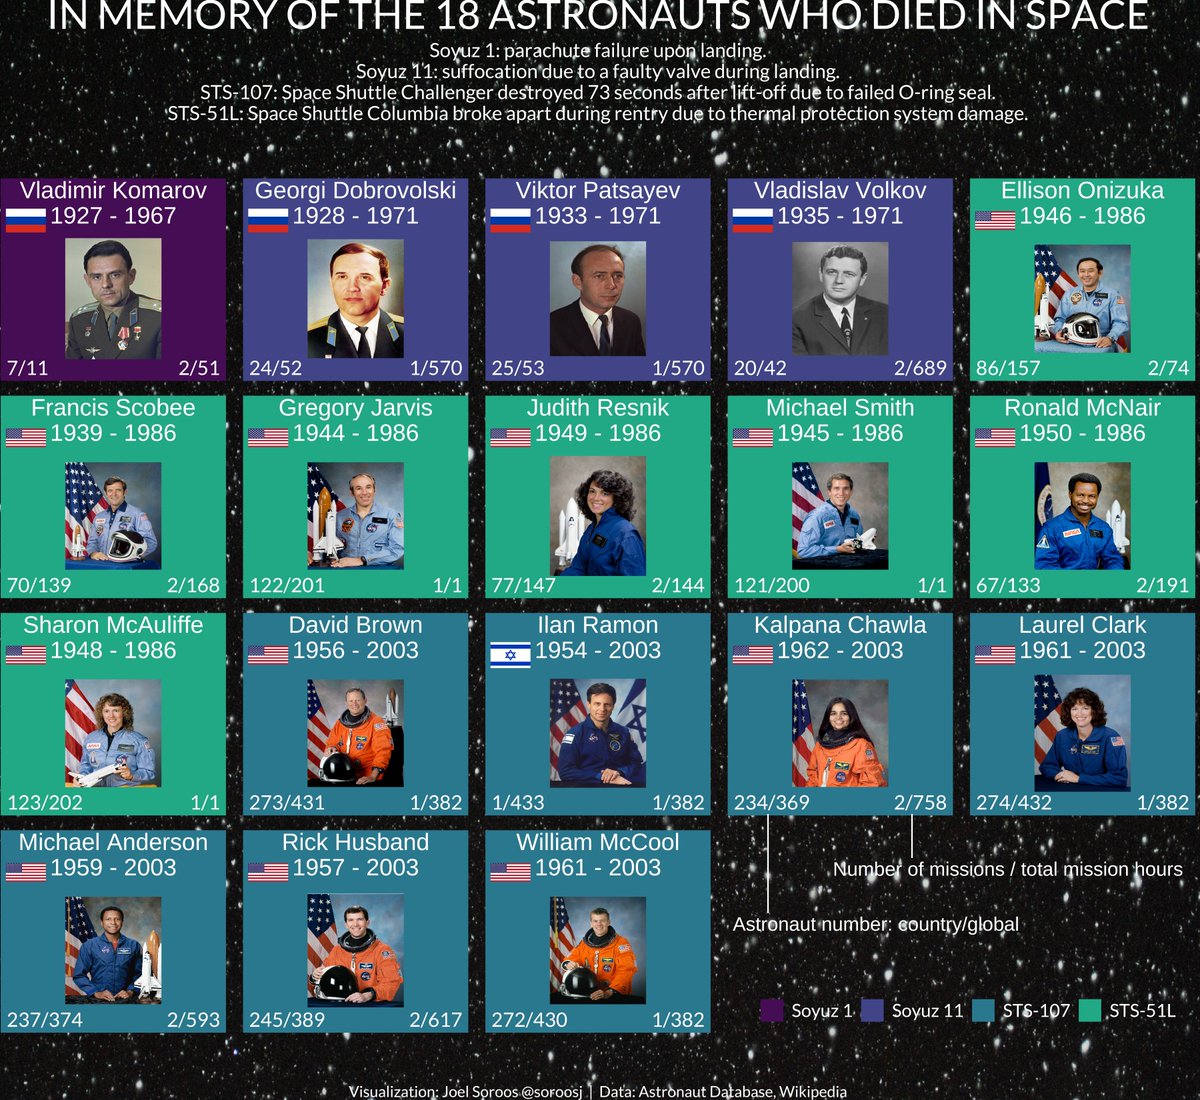 IN MEMORY OF THE 18 ASTRONAUTS WHO DIED IN SPACE
Soyuz 1: parachute failure upon landing.
Soyuz 11: suffocation due to a faulty valve during landing.
STS-107: Space Shuttle Challenger destroyed 73 seconds after lift-off due to failed O-ring seal.
STS-51L: Space Shuttle Columbia broke apart during rentry due to thermal protection system damage.
Vladimir Komarov
1927 - 1967
7/11 2/51
Georgi Dobrovolski
1928 - 1971
24/52 1/570
Viktor Patsayev
1933 - 1971
25/53 1/570
Vladislav Volkov
1935 - 1971
20/42 2/689
Ellison Onizuka
1946 - 1986
86/157 2/74
Francis Scobee
1939 - 1986
70/139 2/168
Gregory Jarvis
1944 - 1986
122/201 1/1
Judith Resnik
1949 - 1986
77/147 2/144
Michael Smith
1945 - 1986
121/200 1/1
Ronald McNair
1950 - 1986
67/133 2/191
Sharon McAuliffe
1948 - 1986
123/202 1/1
David Brown
1956 - 2003
273/431 1/382
Ilan Ramon
1954 - 2003
1/433 1/382
Kalpana Chawla
1962 - 2003
234/369 2/758
Laurel Clark
1961 - 2003
274/432 1/382
Michael Anderson
1959 - 2003
237/374 2/593
Rick Husband
1957 - 2003
245/389 2/617
William McCool
1961 - 2003
272/430 1/382
Number of missions / total mission hours
Astronaut number: country/global
Soyuz 1 Soyuz 11 STS-107 STS-51L
Visualization: Joel Soroos @soroosj | Data: Astronaut Database, Wikipedia